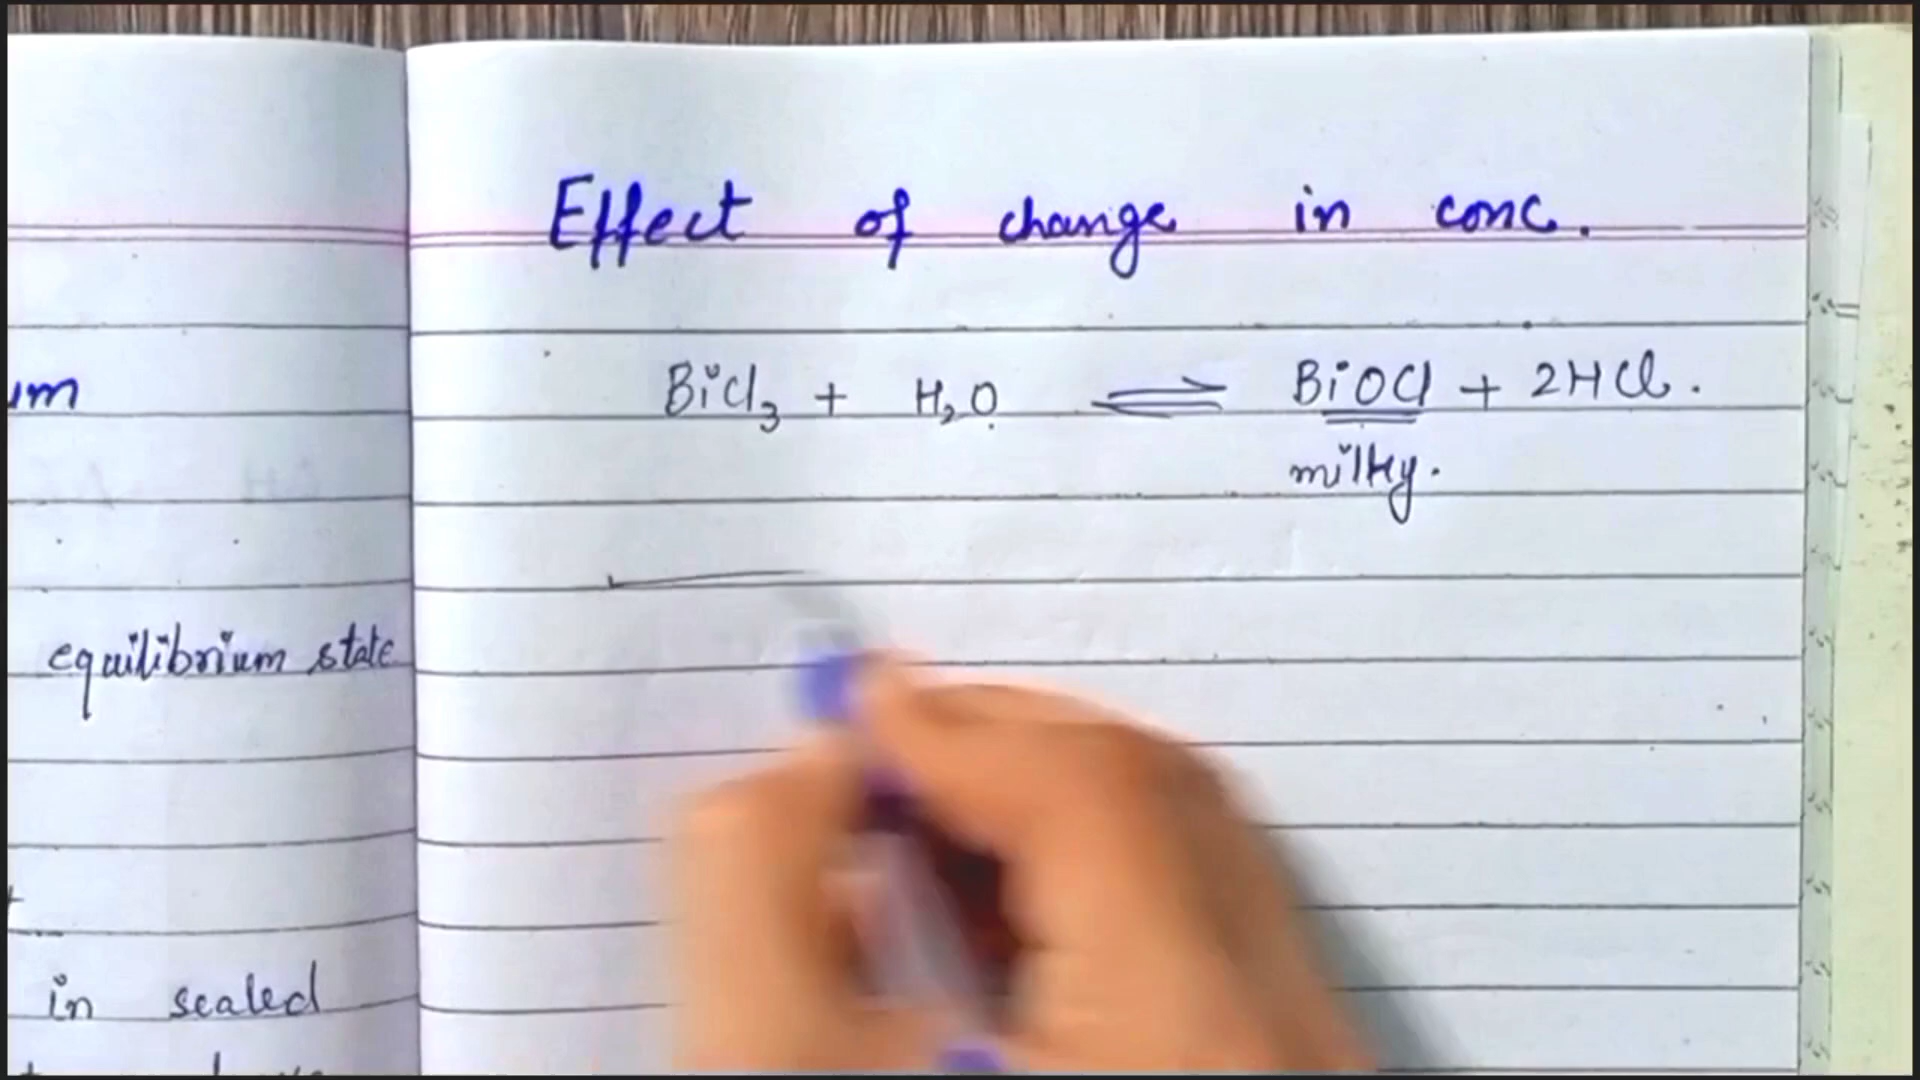 um
equilibrium state
in sealed
Effect of change in conc.
BiCl₃ + H₂O ⇌ BiOCl + 2HCl.
milky.